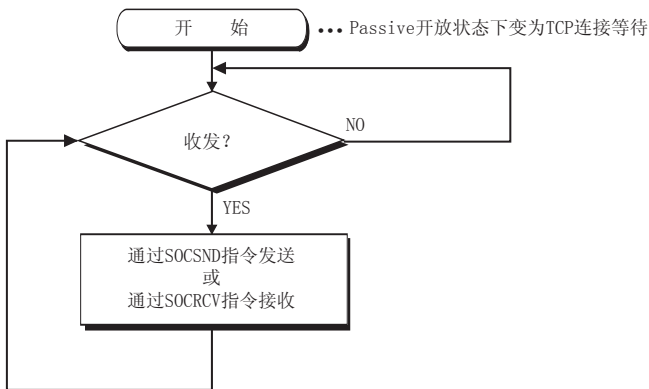 开 始 ••• Passive开放状态下变为TCP连接等待
收发？
NO
YES
通过SOCSND指令发送
或
通过SOCRCV指令接收